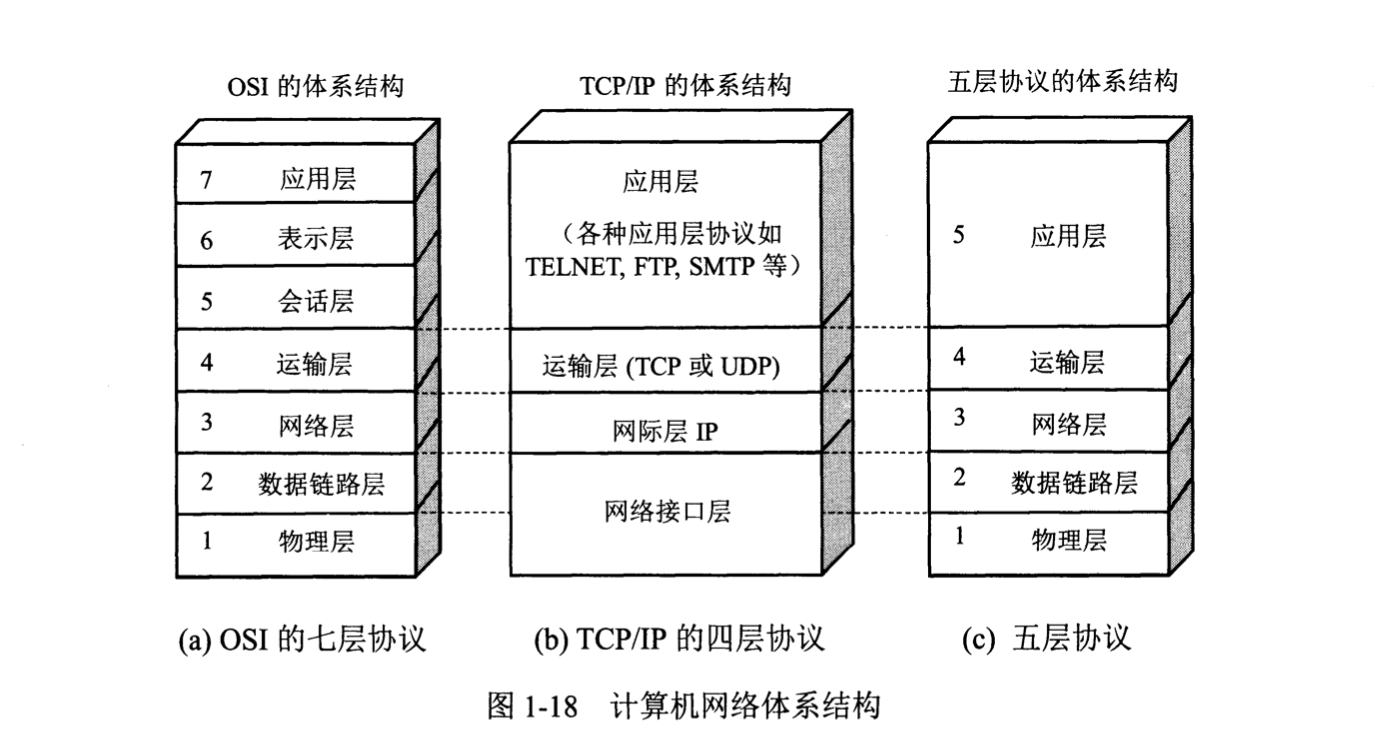 OSI 的体系结构
7 应用层
6 表示层
5 会话层
4 运输层
3 网络层
2 数据链路层
1 物理层
(a) OSI 的七层协议
TCP/IP 的体系结构
应用层
（各种应用层协议如
TELNET, FTP, SMTP 等）
运输层 (TCP 或 UDP)
网际层 IP
网络接口层
(b) TCP/IP 的四层协议
五层协议的体系结构
5 应用层
4 运输层
3 网络层
2 数据链路层
1 物理层
(c) 五层协议
图 1-18 计算机网络体系结构